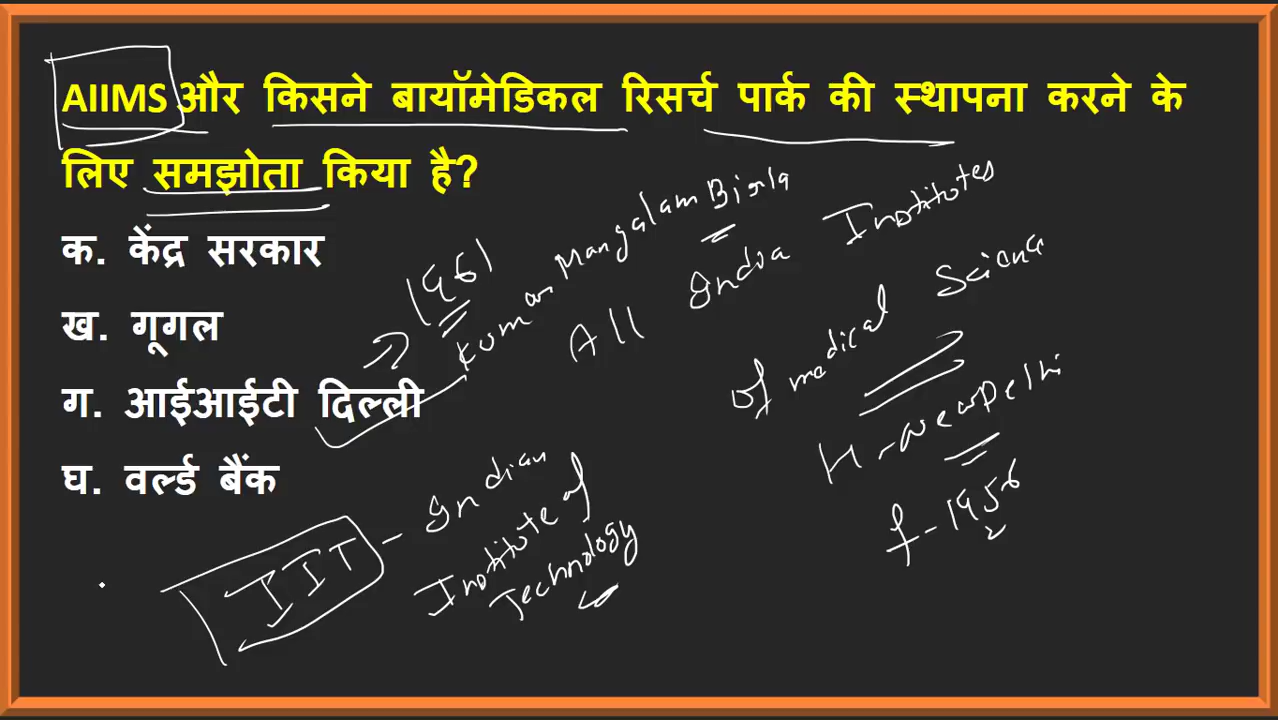 AIIMS और किसने बायॉमेडिकल रिसर्च पार्क की स्थापना करने के
लिए समझोता किया है?
क. केंद्र सरकार
ख. गूगल
ग. आईआईटी दिल्ली
घ. वर्ल्ड बैंक
1961
Kumar Mangalam Birla
All India Institutes
of medical Science
H-New Delhi
f-1956
IIT - Indian
Institute of
Technology